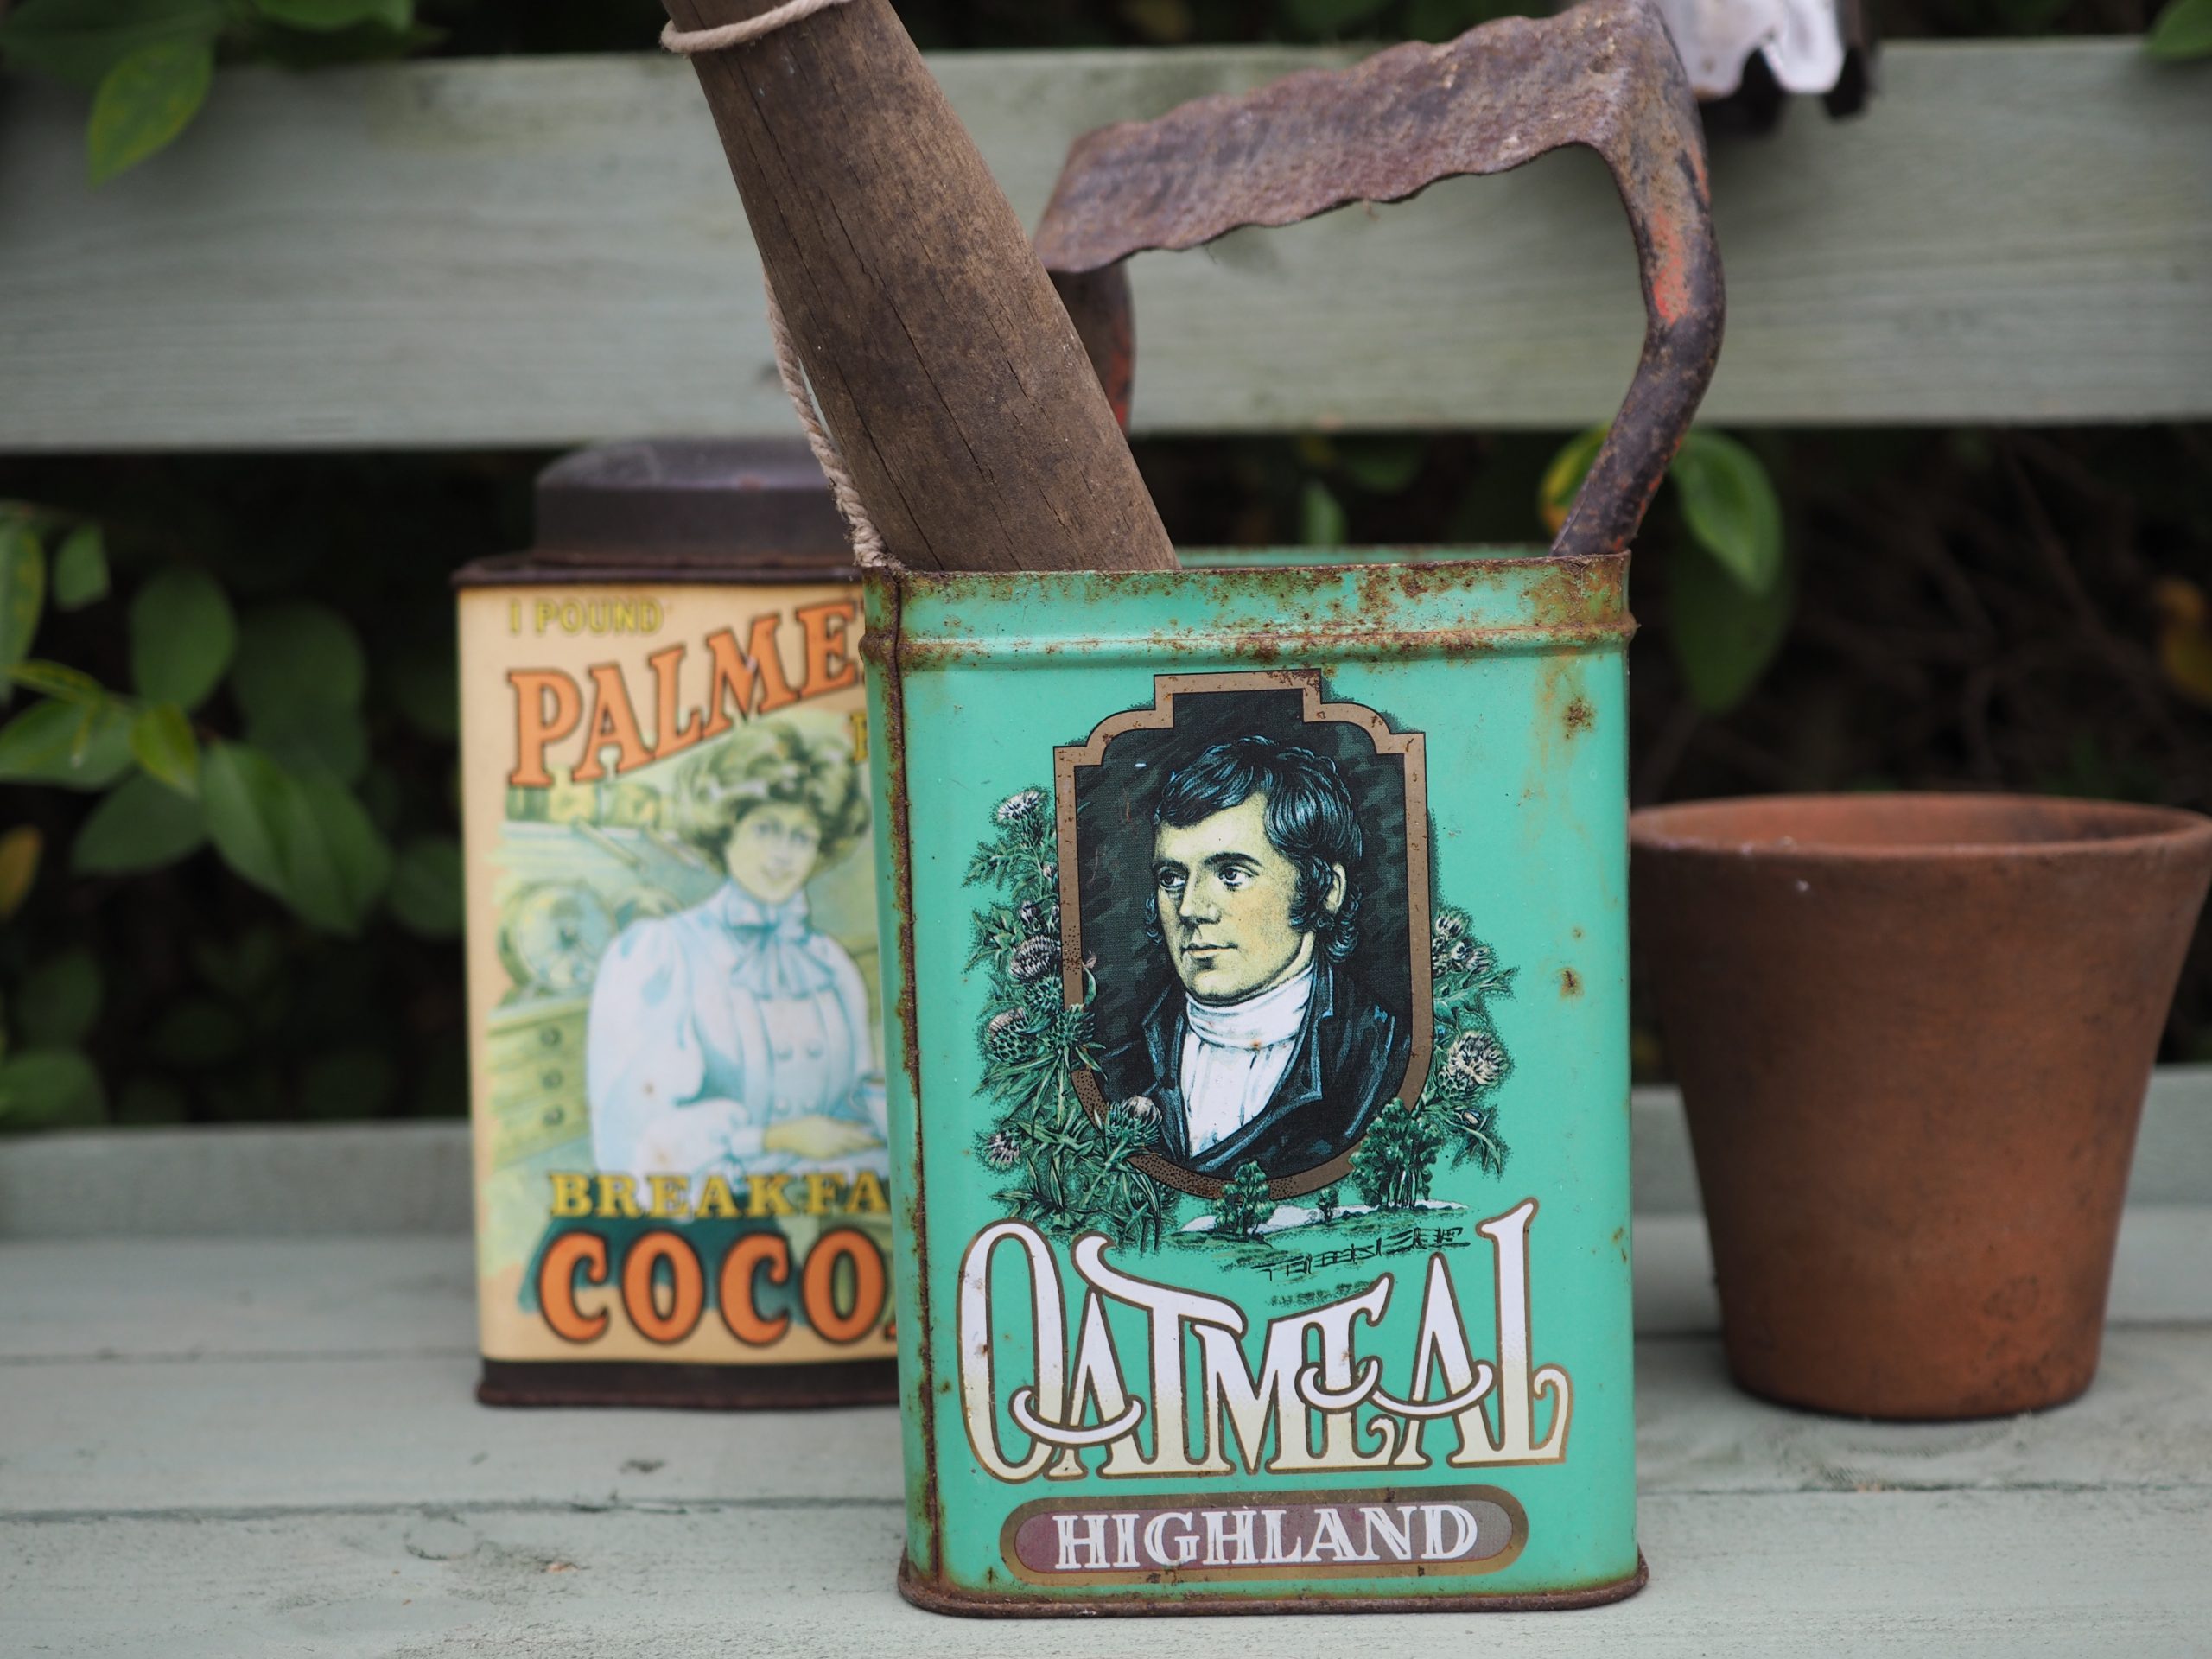 1 POUND
PALME
BREAKFA
COCO
OATMEAL
HIGHLAND